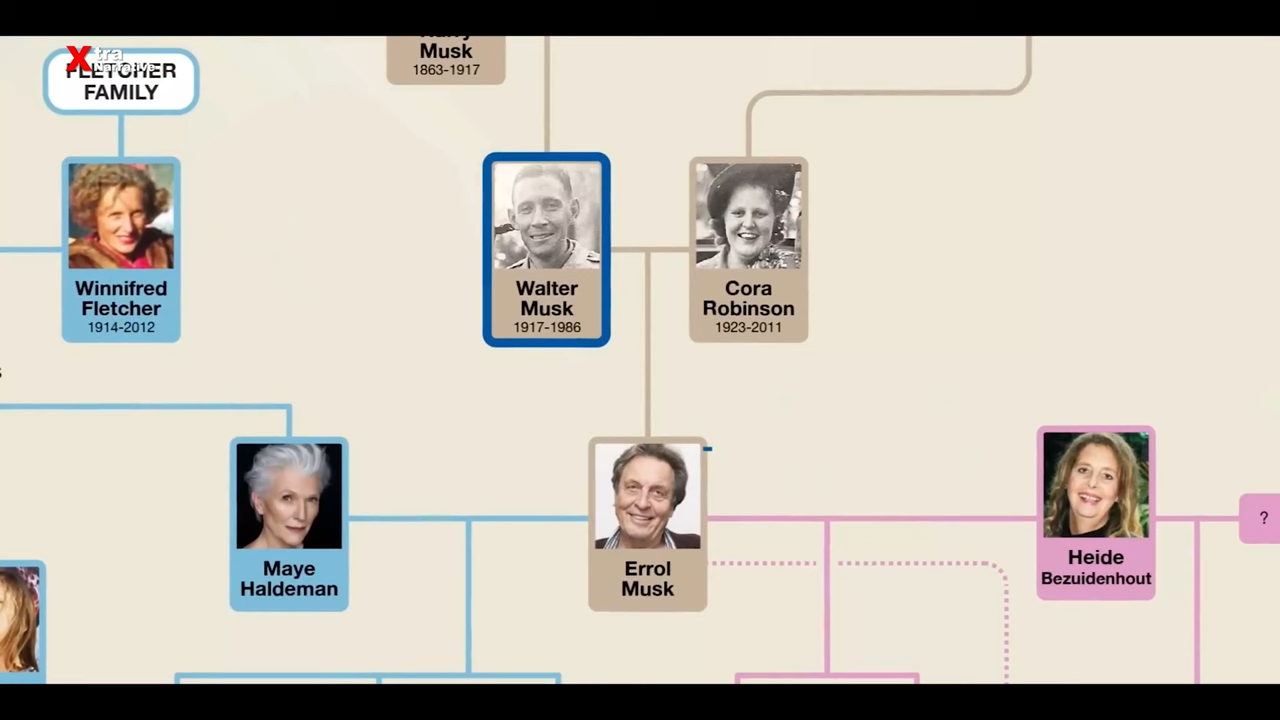 Xtra
Narrative
FLETCHER
FAMILY
Musk
1863-1917
Winnifred
Fletcher
1914-2012
Walter
Musk
1917-1986
Cora
Robinson
1923-2011
s
Maye
Haldeman
Errol
Musk
Heide
Bezuidenhout
?